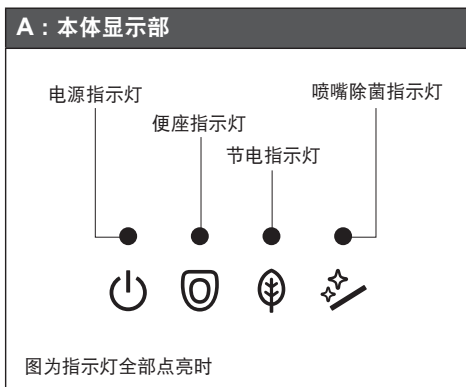 A：本体显示部
电源指示灯
喷嘴除菌指示灯
便座指示灯
节电指示灯
图为指示灯全部点亮时